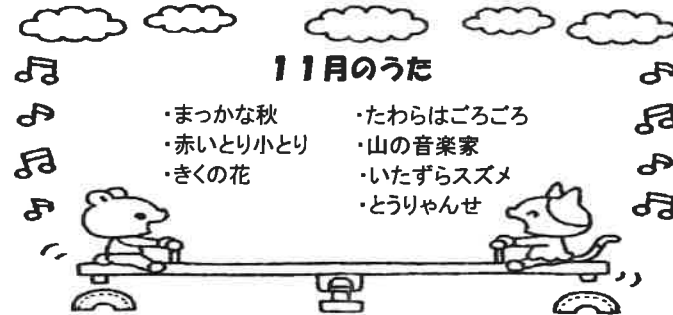 11月のうた
・まっかな秋
・赤いとり小とり
・きくの花
・たわらはごろごろ
・山の音楽家
・いたずらスズメ
・とうりゃんせ